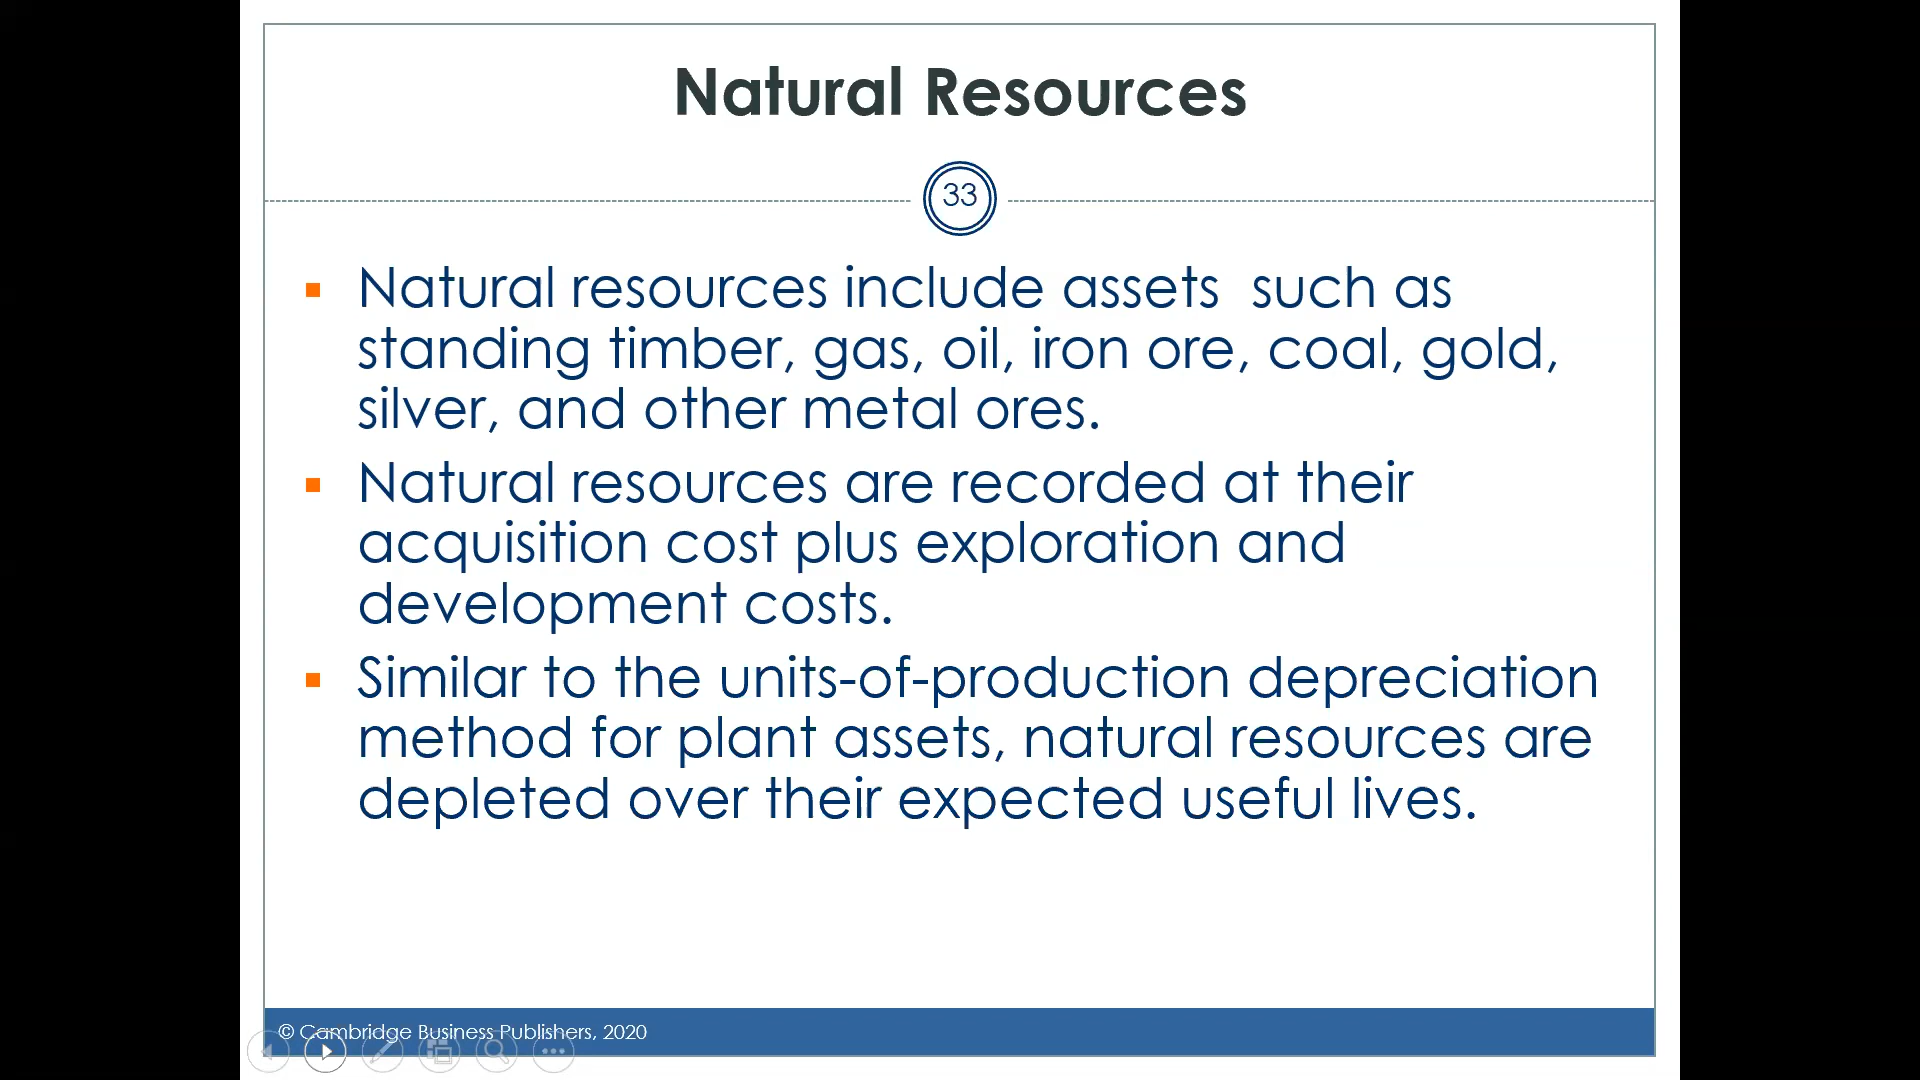 Natural Resources
33
Natural resources include assets  such as
standing timber, gas, oil, iron ore, coal, gold,
silver, and other metal ores.
Natural resources are recorded at their
acquisition cost plus exploration and
development costs.
Similar to the units-of-production depreciation
method for plant assets, natural resources are
depleted over their expected useful lives.
© Cambridge Business Publishers, 2020